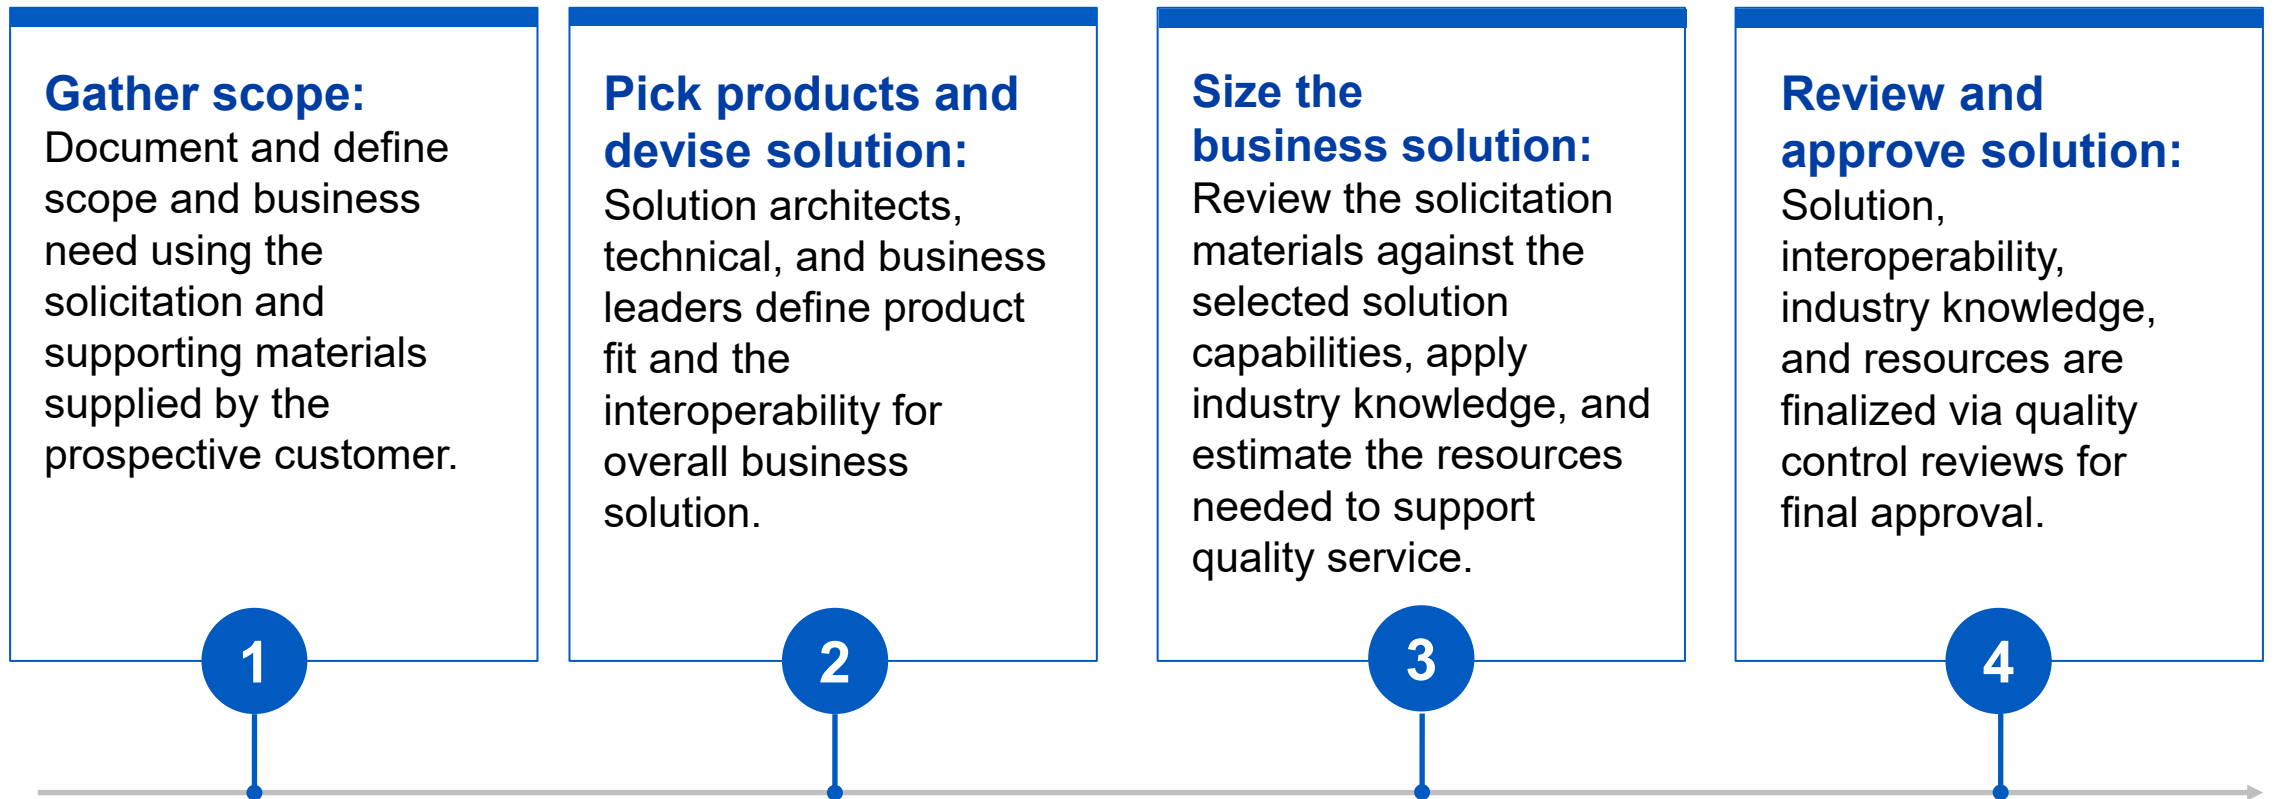 Gather scope:
Document and define
scope and business
need using the
solicitation and
supporting materials
supplied by the
prospective customer.
1
Pick products and
devise solution:
Solution architects,
technical, and business
leaders define product
fit and the
interoperability for
overall business
solution.
2
Size the
business solution:
Review the solicitation
materials against the
selected solution
capabilities, apply
industry knowledge, and
estimate the resources
needed to support
quality service.
3
Review and
approve solution:
Solution,
interoperability,
industry knowledge,
and resources are
finalized via quality
control reviews for
final approval.
4